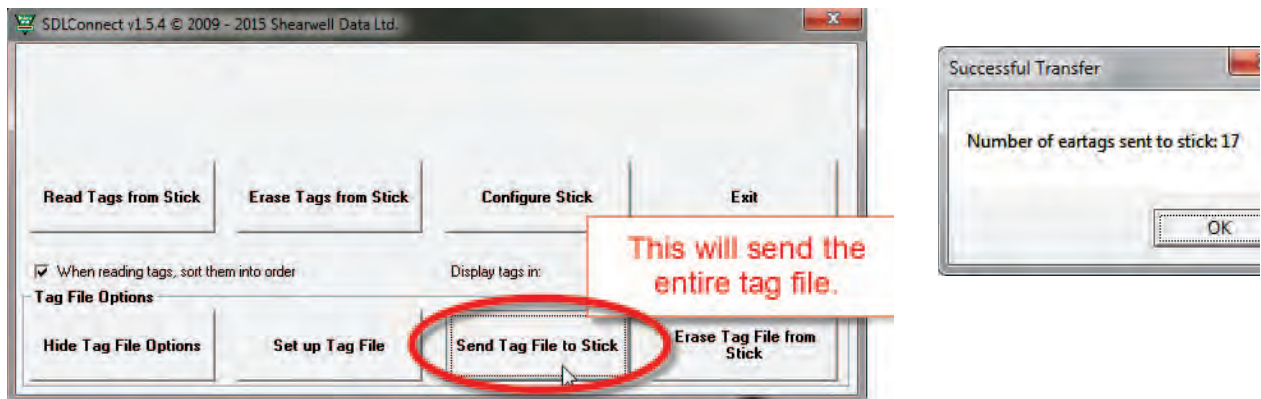 SDLConnect v1.5.4 © 2009 - 2015 Shearwell Data Ltd.
Read Tags from Stick
Erase Tags from Stick
Configure Stick
Exit
When reading tags, sort them into order
Display tags in:
This will send the
entire tag file.
Tag File Options
Hide Tag File Options
Set up Tag File
Send Tag File to Stick
Erase Tag File from
Stick
Successful Transfer
Number of eartags sent to stick: 17
OK